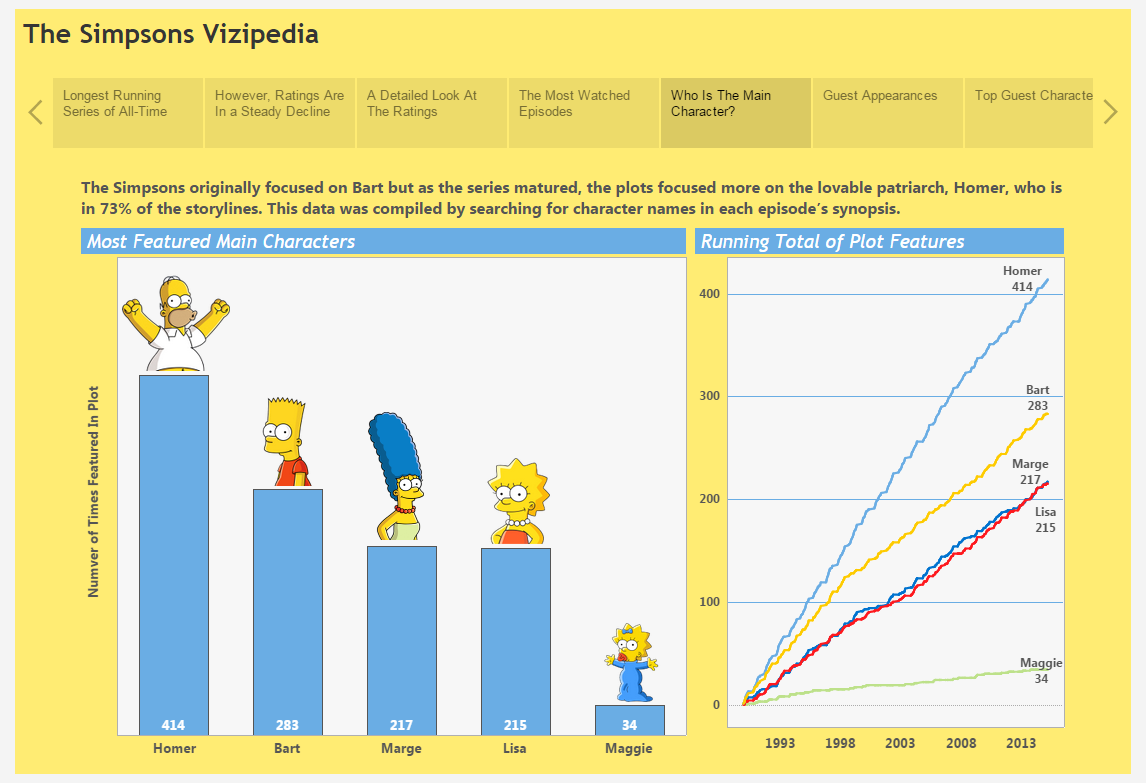 The Simpsons Vizipedia
Longest Running
Series of All-Time
However, Ratings Are
In a Steady Decline
A Detailed Look At
The Ratings
The Most Watched
Episodes
Who Is The Main
Character?
Guest Appearances
Top Guest Characte
The Simpsons originally focused on Bart but as the series matured, the plots focused more on the lovable patriarch, Homer, who is
in 73% of the storylines. This data was compiled by searching for character names in each episode's synopsis.
Most Featured Main Characters
Numver of Times Featured In Plot
414
283
217
215
34
Homer
Bart
Marge
Lisa
Maggie
Running Total of Plot Features
400
300
200
100
0
Homer
414
Bart
283
Marge
217
Lisa
215
Maggie
34
1993
1998
2003
2008
2013